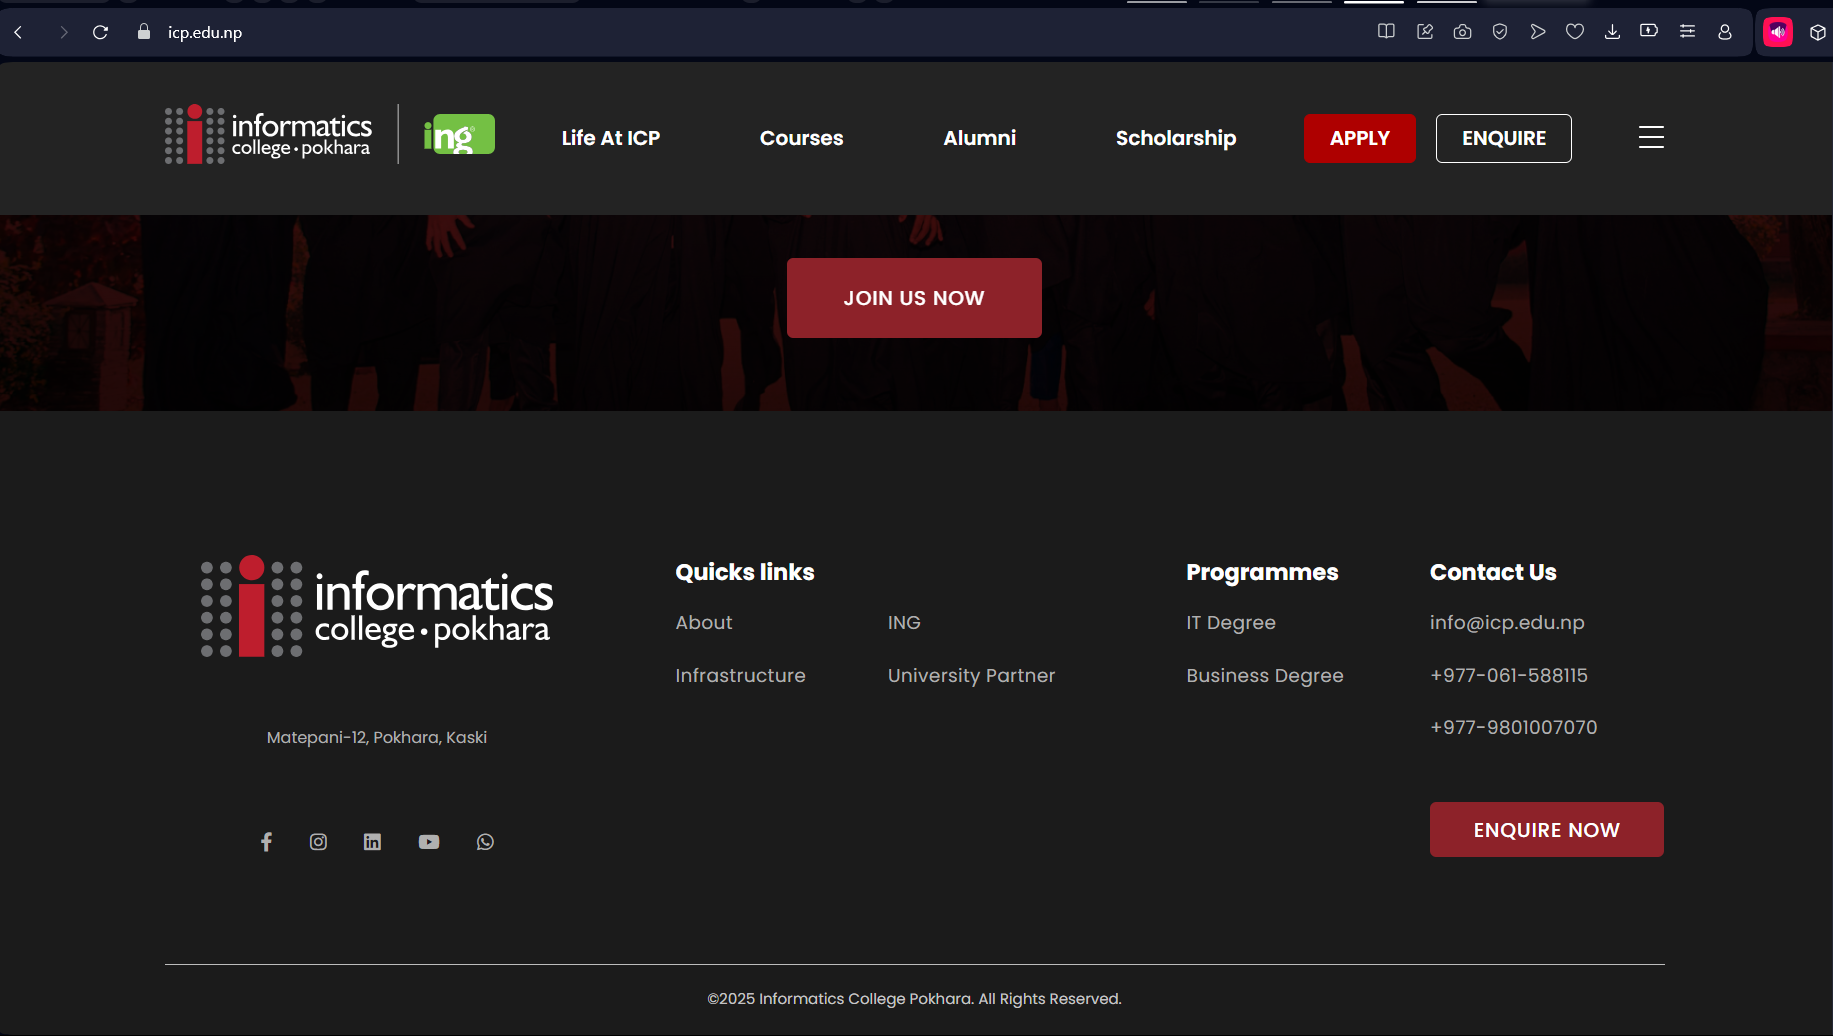 icp.edu.np
informatics
college • pokhara
ing
Life At ICP
Courses
Alumni
Scholarship
APPLY
ENQUIRE
JOIN US NOW
informatics
college • pokhara
Matepani-12, Pokhara, Kaski
Quicks links
About
ING
Infrastructure
University Partner
Programmes
IT Degree
Business Degree
Contact Us
info@icp.edu.np
+977-061-588115
+977-9801007070
ENQUIRE NOW
©2025 Informatics College Pokhara. All Rights Reserved.